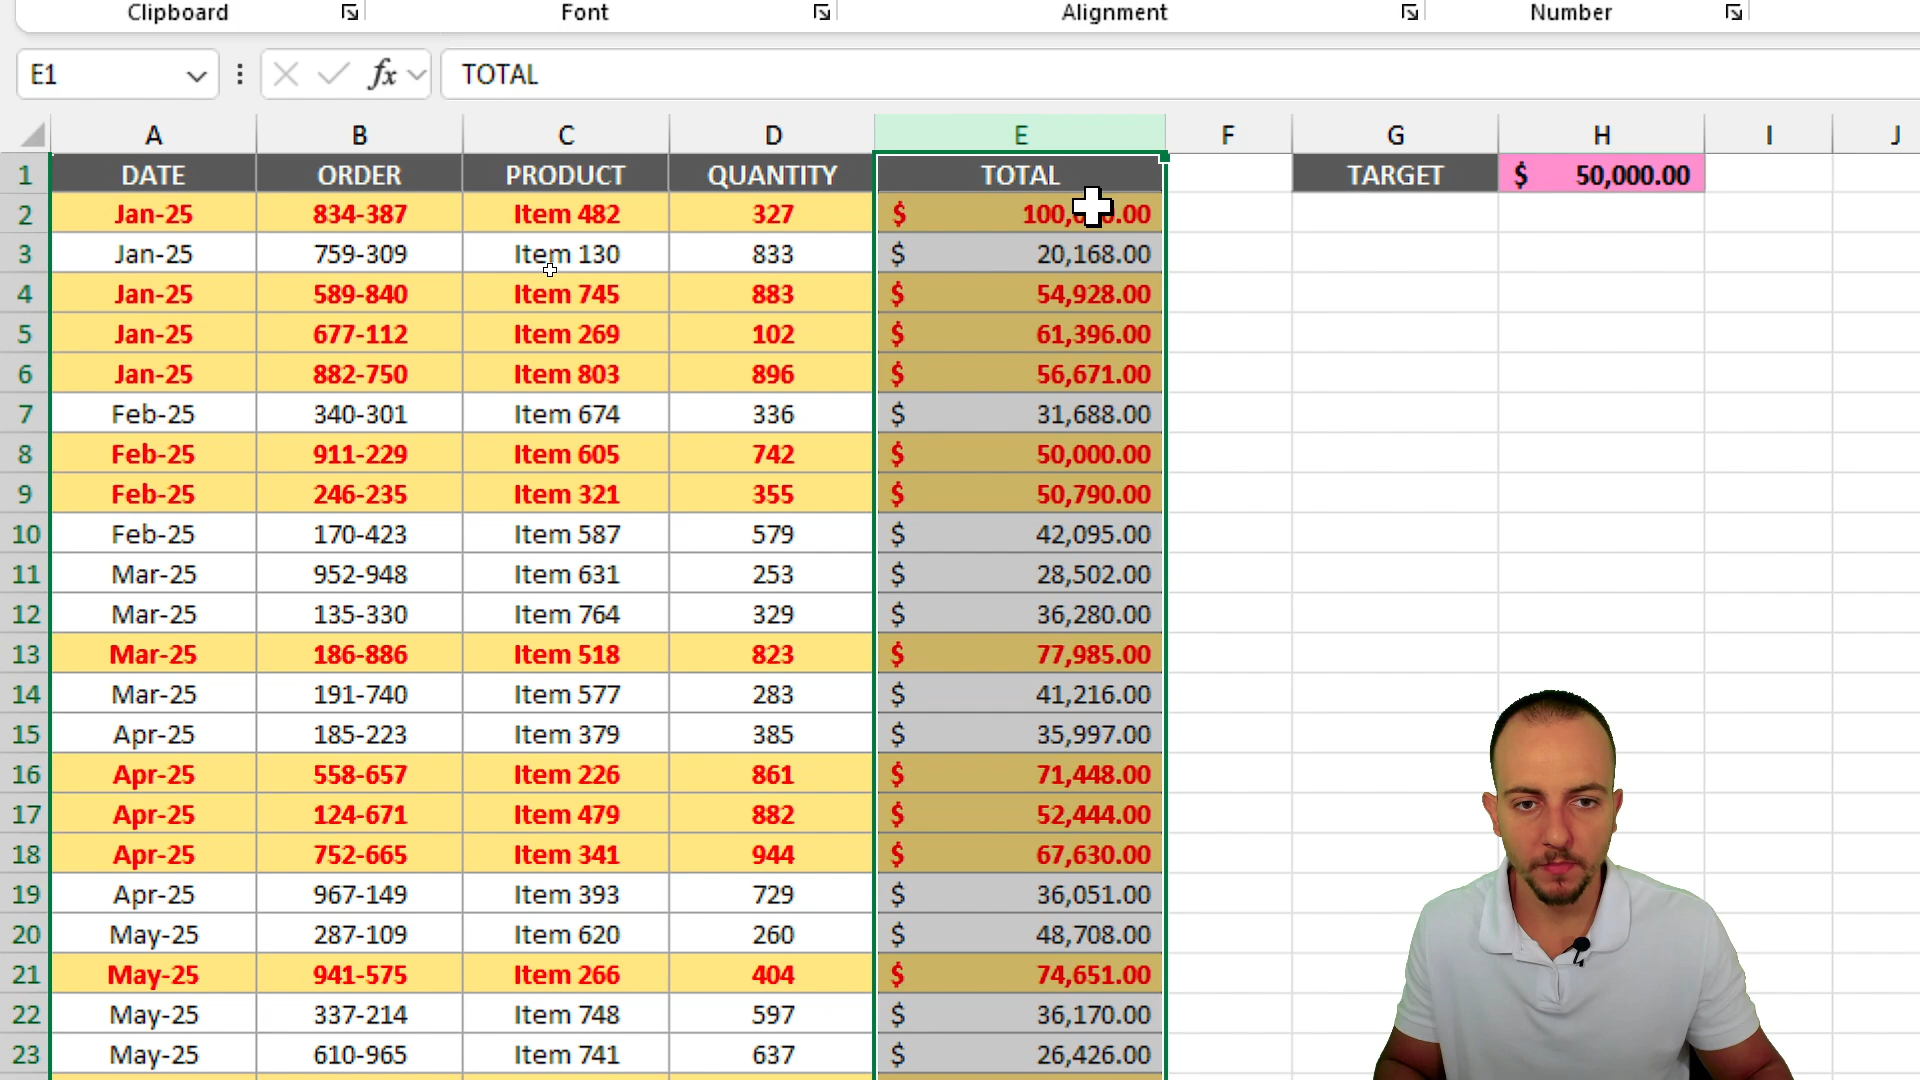 Clipboard Font Alignment Number
E1 fx TOTAL
A B C D E F G H I J
1 DATE ORDER PRODUCT QUANTITY TOTAL TARGET $ 50,000.00
2 Jan-25 834-387 Item 482 327 $
3 Jan-25 759-309 Item 130 833 $ 20,168.00
4 Jan-25 589-840 Item 745 883 $ 54,928.00
5 Jan-25 677-112 Item 269 102 $ 61,396.00
6 Jan-25 882-750 Item 803 896 $ 56,671.00
7 Feb-25 340-301 Item 674 336 $ 31,688.00
8 Feb-25 911-229 Item 605 742 $ 50,000.00
9 Feb-25 246-235 Item 321 355 $ 50,790.00
10 Feb-25 170-423 Item 587 579 $ 42,095.00
11 Mar-25 952-948 Item 631 253 $ 28,502.00
12 Mar-25 135-330 Item 764 329 $ 36,280.00
13 Mar-25 186-886 Item 518 823 $ 77,985.00
14 Mar-25 191-740 Item 577 283 $ 41,216.00
15 Apr-25 185-223 Item 379 385 $ 35,997.00
16 Apr-25 558-657 Item 226 861 $ 71,448.00
17 Apr-25 124-671 Item 479 882 $ 52,444.00
18 Apr-25 752-665 Item 341 944 $ 67,630.00
19 Apr-25 967-149 Item 393 729 $ 36,051.00
20 May-25 287-109 Item 620 260 $ 48,708.00
21 May-25 941-575 Item 266 404 $ 74,651.00
22 May-25 337-214 Item 748 597 $ 36,170.00
23 May-25 610-965 Item 741 637 $ 26,426.00